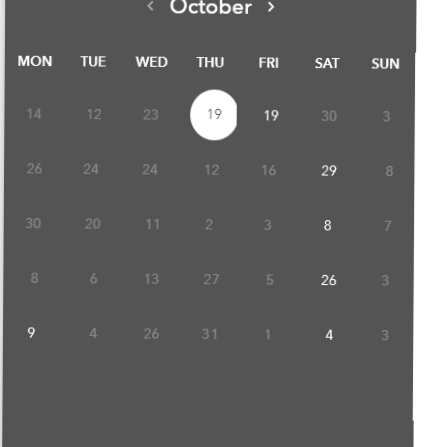 ‹ October ›
MON TUE WED THU FRI SAT SUN
14 12 23 19 19 30 3
26 24 24 12 16 29 8
30 20 11 2 3 8 7
8 6 13 27 5 26 3
9 4 26 31 1 4 3